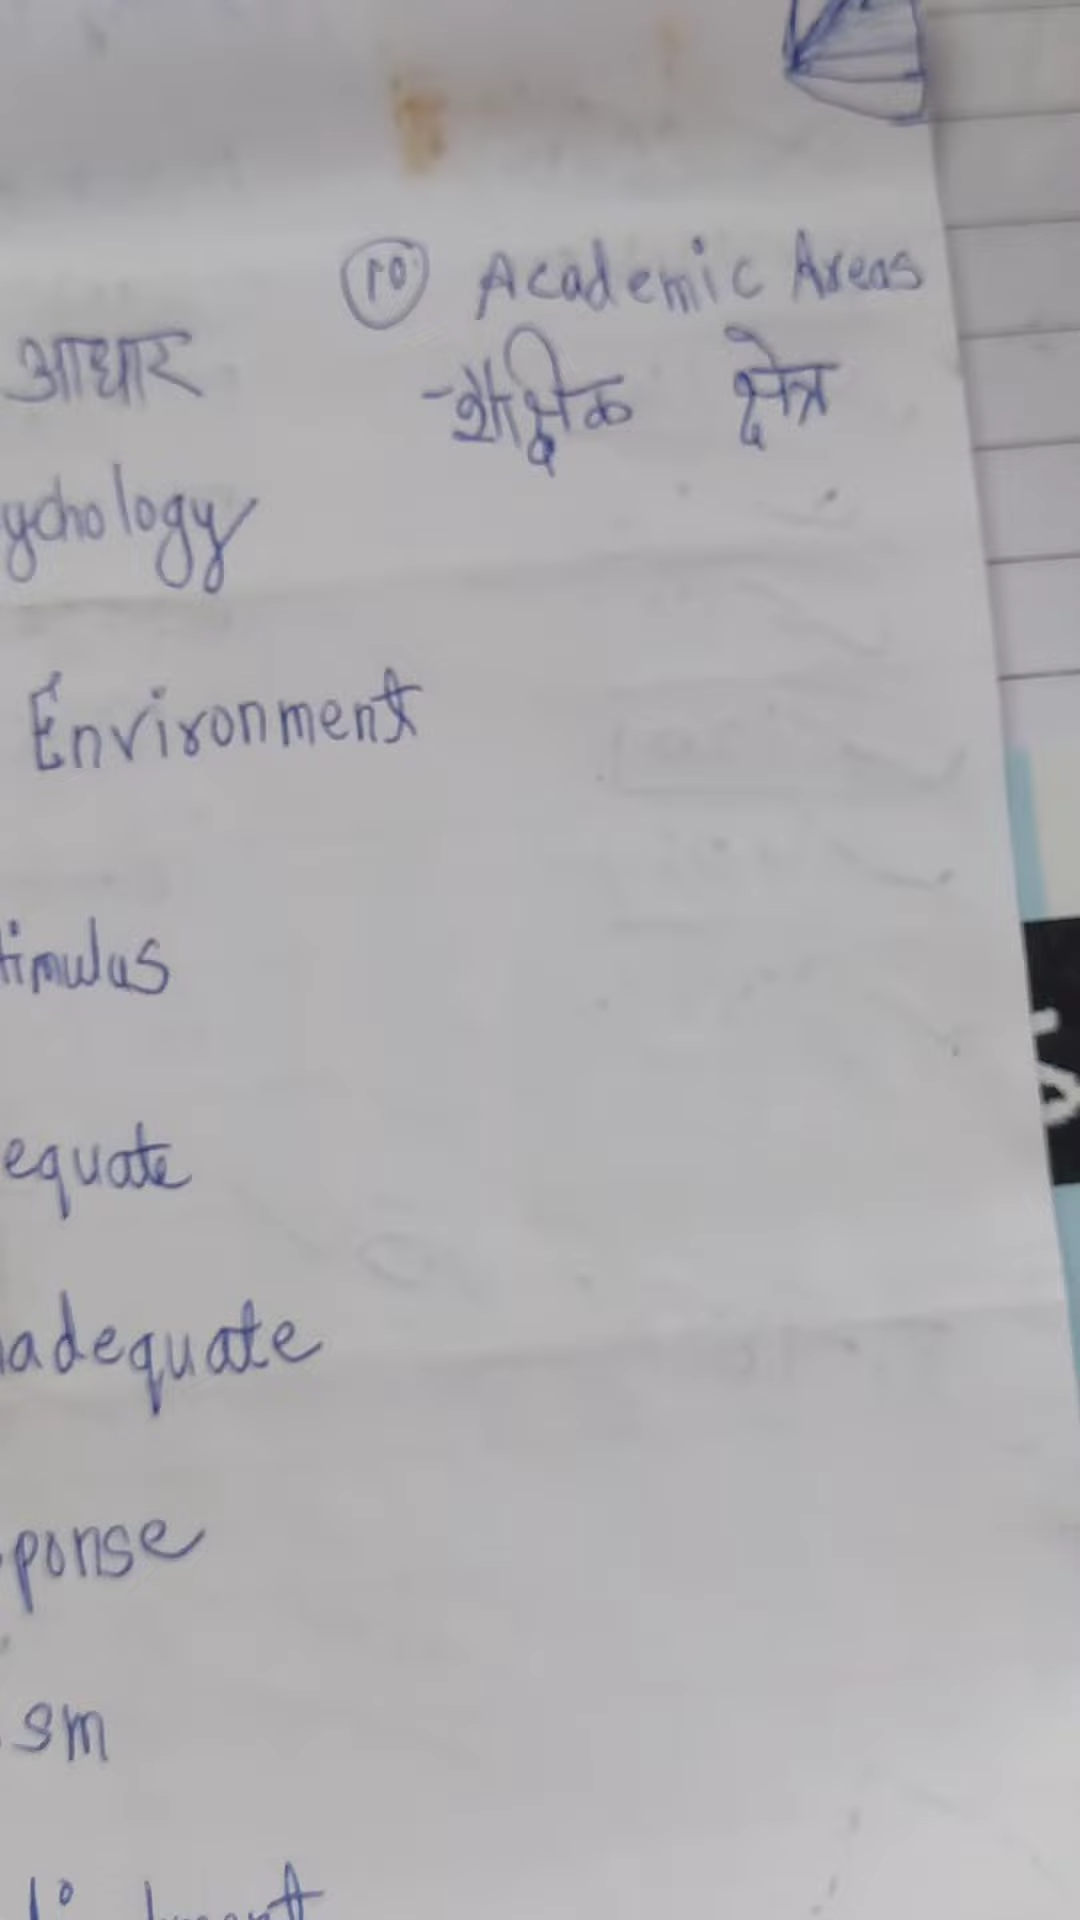 10 Academic Areas
आधार
शैक्षिक क्षेत्र
ychology
Environment
timulus
equate
adequate
ponse
sm